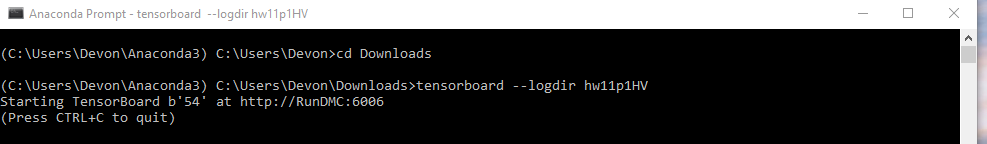 Anaconda Prompt - tensorboard  --logdir hw11p1HV
(C:\Users\Devon\Anaconda3) C:\Users\Devon>cd Downloads
(C:\Users\Devon\Anaconda3) C:\Users\Devon\Downloads>tensorboard --logdir hw11p1HV
Starting TensorBoard b'54' at http://RunDMC:6006
(Press CTRL+C to quit)